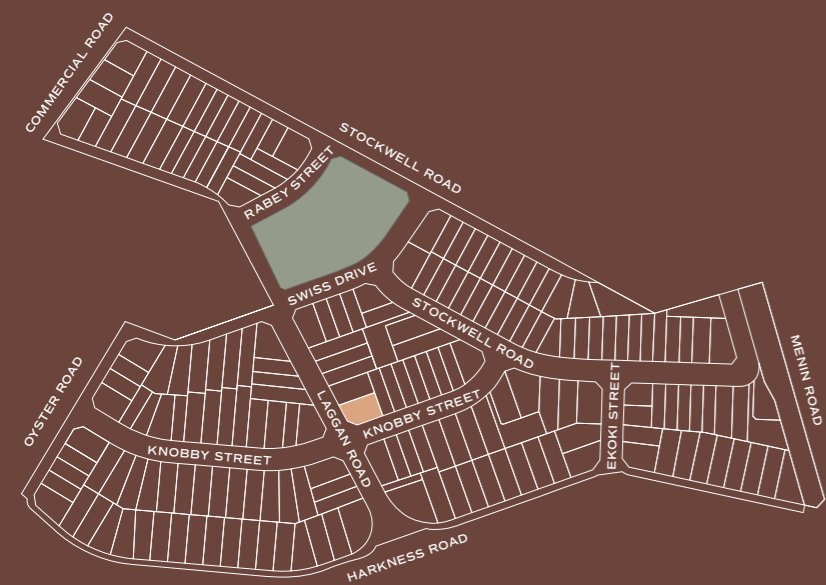 COMMERCIAL ROAD
STOCKWELL ROAD
RABEY STREET
SWISS DRIVE
STOCKWELL ROAD
MENIN ROAD
OYSTER ROAD
LAGGAN ROAD
KNOBBY STREET
EKOKI STREET
KNOBBY STREET
HARKNESS ROAD